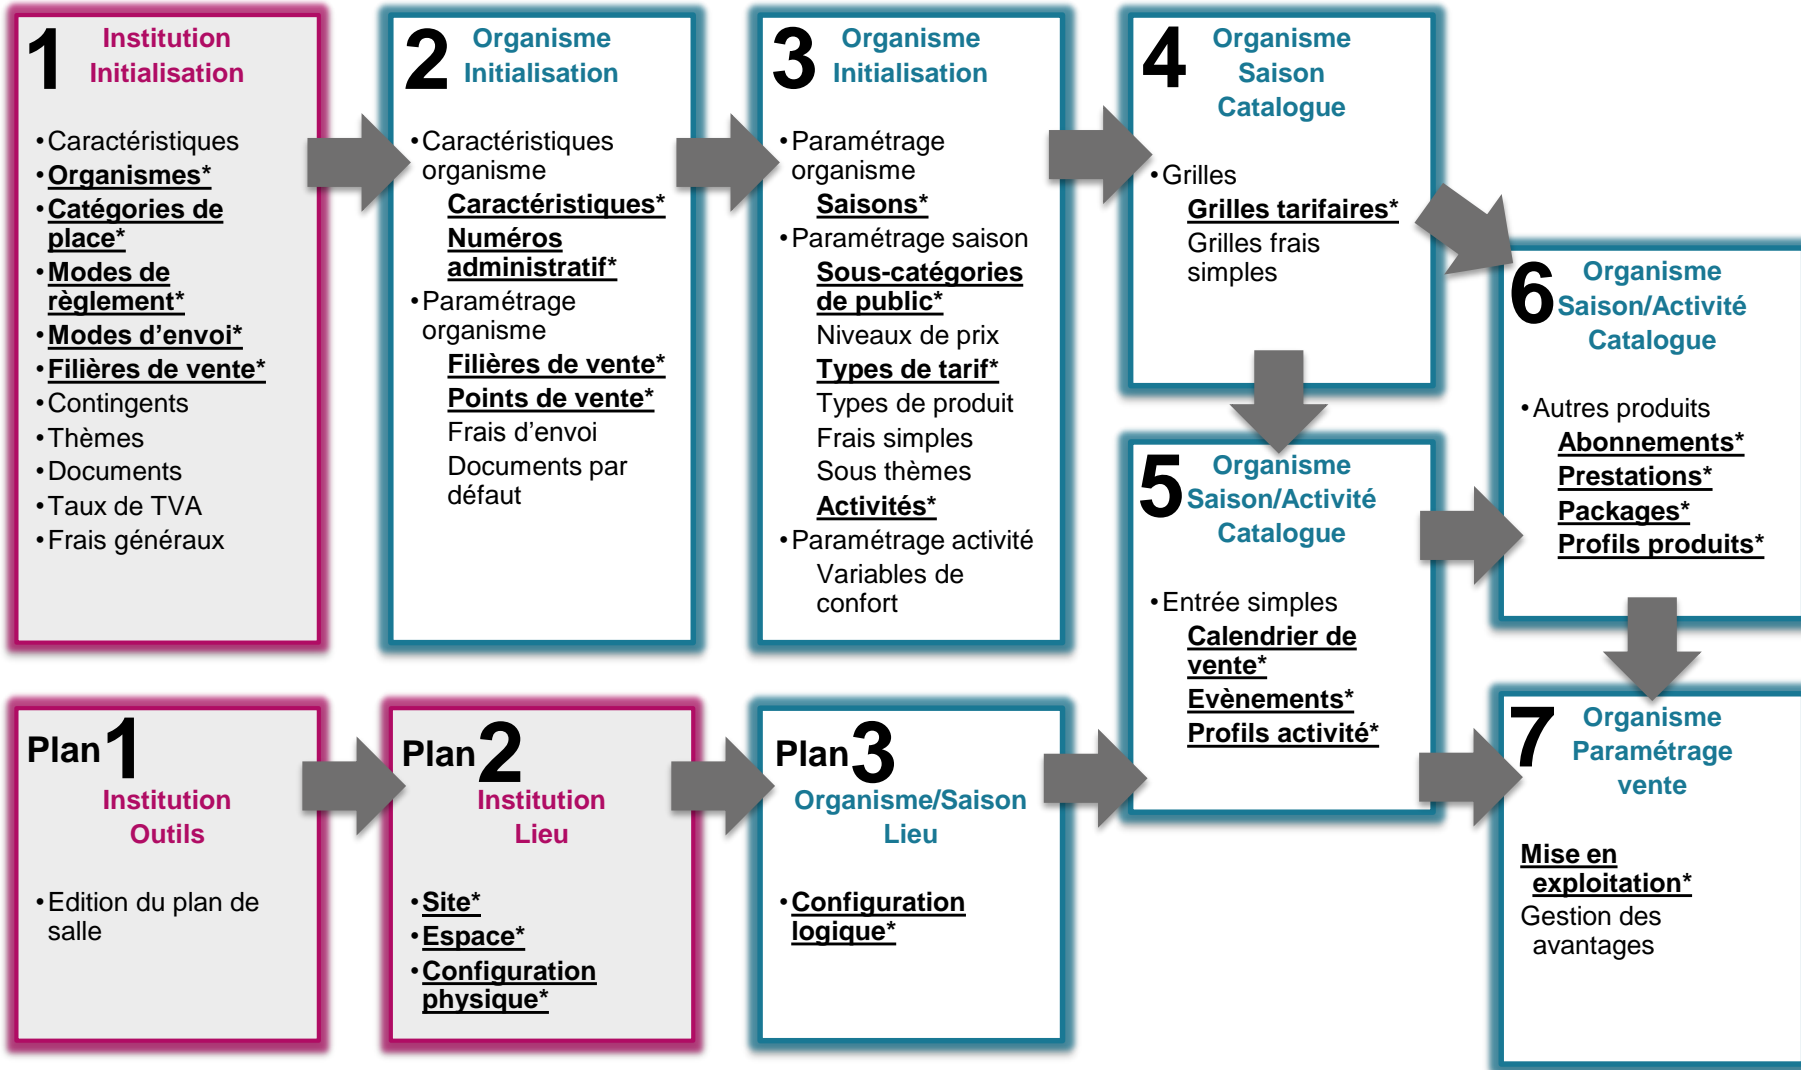 1
Institution
Initialisation
•Caractéristiques
•Organismes*
•Catégories de
place*
•Modes de
règlement*
•Modes d’envoi*
•Filières de vente*
•Contingents
•Thèmes
•Documents
•Taux de TVA
•Frais généraux
2
Organisme
Initialisation
•Caractéristiques
organisme
Caractéristiques*
Numéros
administratif*
•Paramétrage
organisme
Filières de vente*
Points de vente*
Frais d’envoi
Documents par
défaut
3
Organisme
Initialisation
•Paramétrage
organisme
Saisons*
•Paramétrage saison
Sous-catégories
de public*
Niveaux de prix
Types de tarif*
Types de produit
Frais simples
Sous thèmes
Activités*
•Paramétrage activité
Variables de
confort
4
Organisme
Saison
Catalogue
•Grilles
Grilles tarifaires*
Grilles frais
simples
5
Organisme
Saison/Activité
Catalogue
•Entrée simples
Calendrier de
vente*
Evènements*
Profils activité*
6
Organisme
Saison/Activité
Catalogue
•Autres produits
Abonnements*
Prestations*
Packages*
Profils produits*
7
Organisme
Paramétrage
vente
Mise en
exploitation*
Gestion des
avantages
Plan 1
Institution
Outils
•Edition du plan de
salle
Plan 2
Institution
Lieu
•Site*
•Espace*
•Configuration
physique*
Plan 3
Organisme/Saison
Lieu
•Configuration
logique*